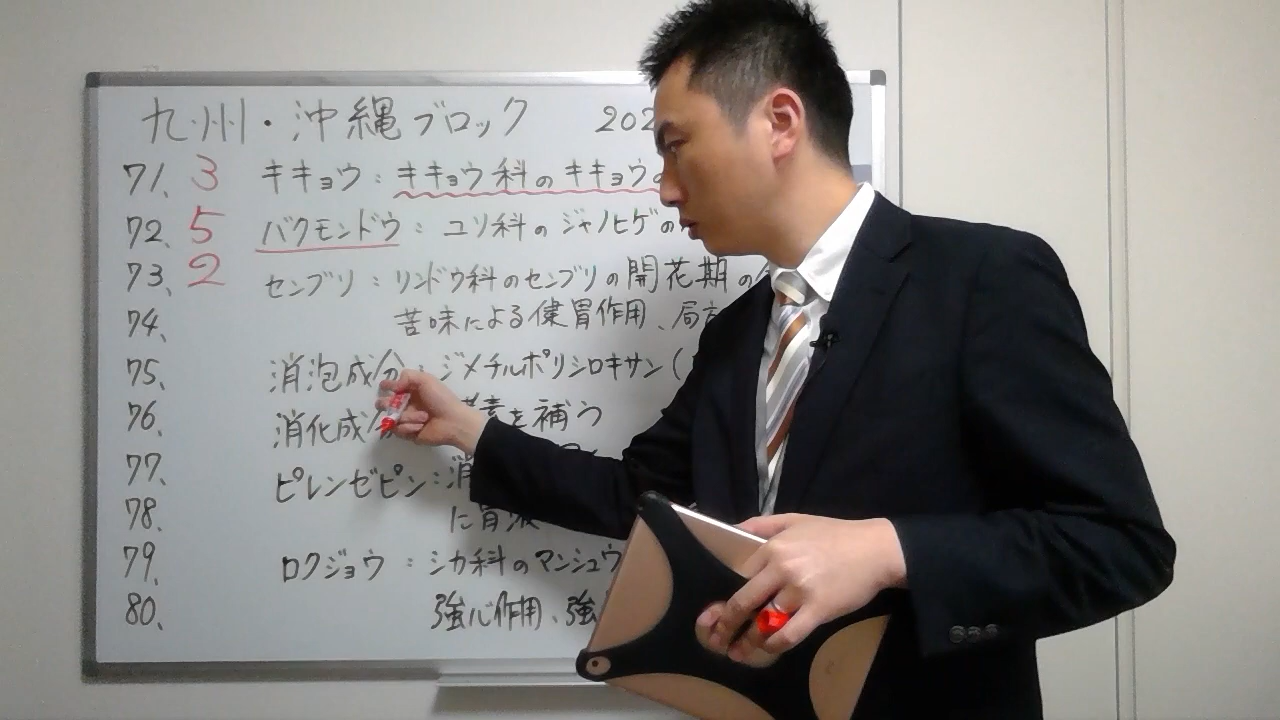 九州・沖縄ブロック 202
71、 3 キキョウ：キキョウ科のキキョウの
72、 5 バクモンドウ：ユリ科のジャノヒゲの
73、 2 センブリ：リンドウ科のセンブリの開花期の
74、 苦味による健胃作用、局方
75、 消泡成分：ジメチルポリシロキサン（
76、 消化成 を補う
77、 ピレンゼピン：消
78、 に胃液
79、 ロクジョウ：シカ科のマンシュウ
80、 強心作用、強